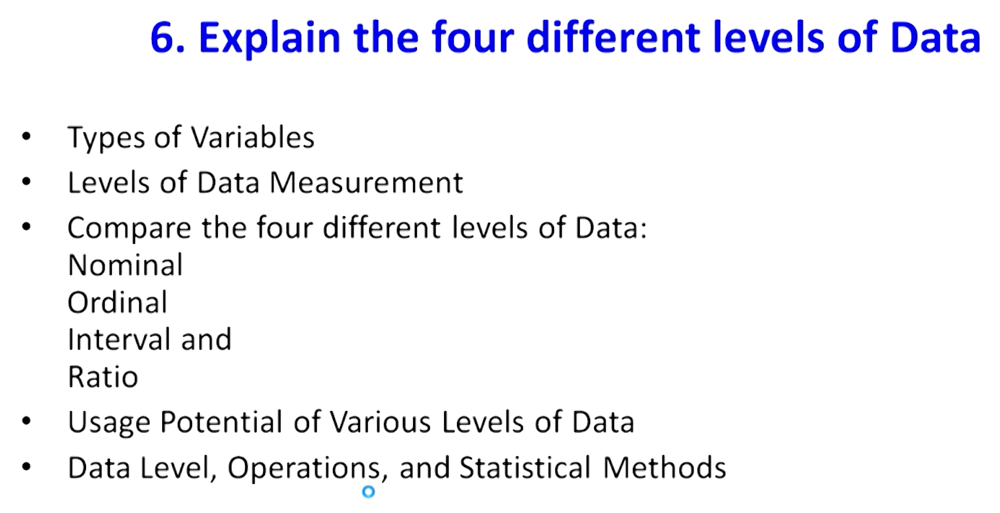 6. Explain the four different levels of Data
• Types of Variables
• Levels of Data Measurement
• Compare the four different levels of Data:
Nominal
Ordinal
Interval and
Ratio
• Usage Potential of Various Levels of Data
• Data Level, Operations, and Statistical Methods